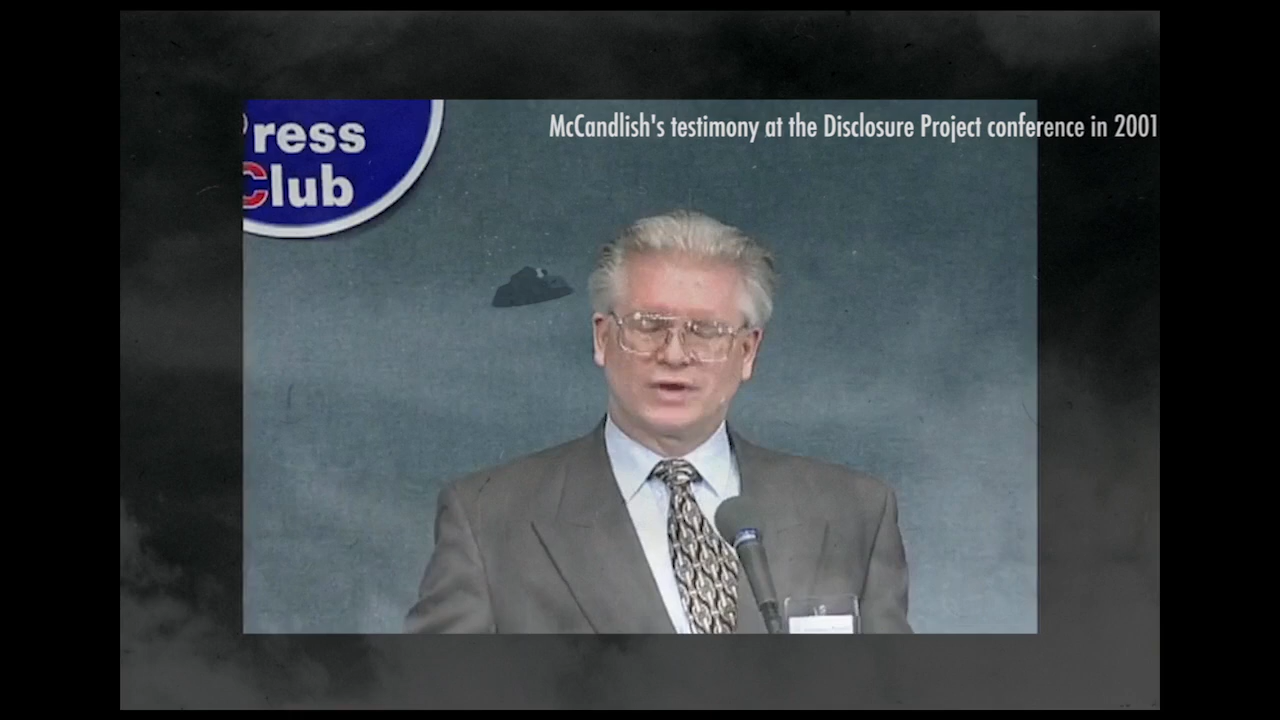 McCandlish's testimony at the Disclosure Project conference in 2001
ress
Club